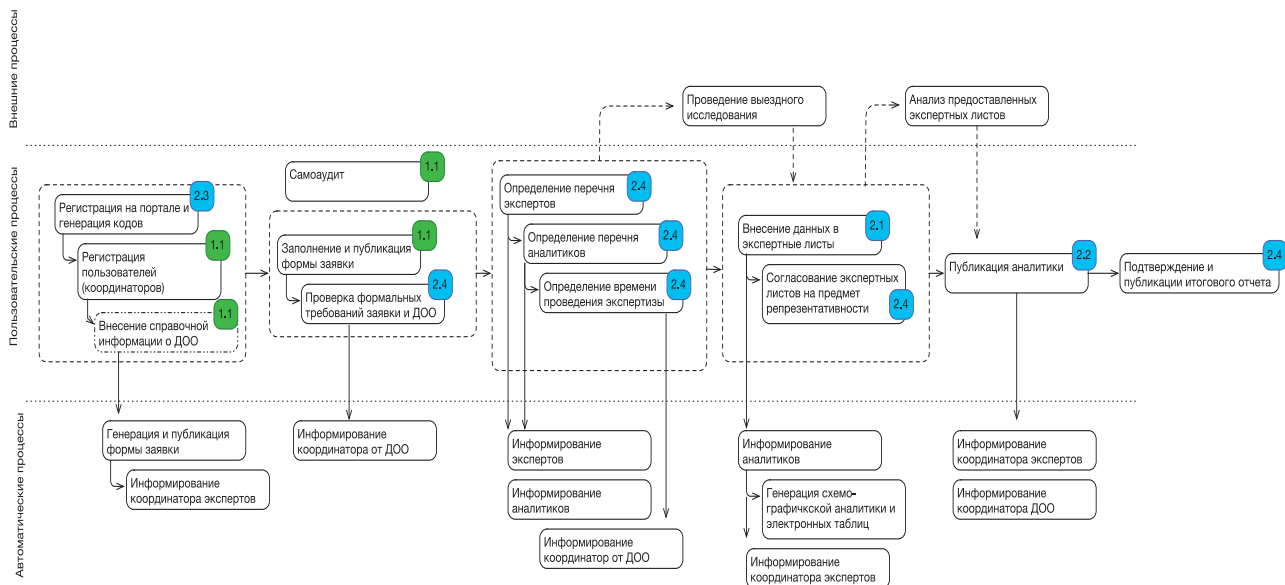 Внешние процессы
Проведение выездного
исследования
Анализ предоставленных
экспертных листов
Пользовательские процессы
2.3
Регистрация на портале и
генерация кодов
1.1
Регистрация
пользователей
(координаторов)
1.1
Внесение справочной
информации о ДОО
1.1
Самоаудит
1.1
Заполнение и публикация
формы заявки
2.4
Проверка формальных
требований заявки и ДОО
2.4
Определение перечня
экспертов
2.4
Определение перечня
аналитиков
2.4
Определение времени
проведения экспертизы
2.1
Внесение данных в
экспертные листы
Согласование экспертных
листов на предмет
репрезентативности
2.4
2.2
Публикация аналитики
2.4
Подтверждение и
публикации итогового отчета
Автоматические процессы
Генерация и публикация
формы заявки
Информирование
координатора экспертов
Информирование
координатора от ДОО
Информирование
экспертов
Информирование
аналитиков
Информирование
координатор от ДОО
Информирование
аналитиков
Генерация схемо-
графичкской аналитики и
электронных таблиц
Информирование
координатора экспертов
Информирование
координатора экспертов
Информирование
координатора ДОО